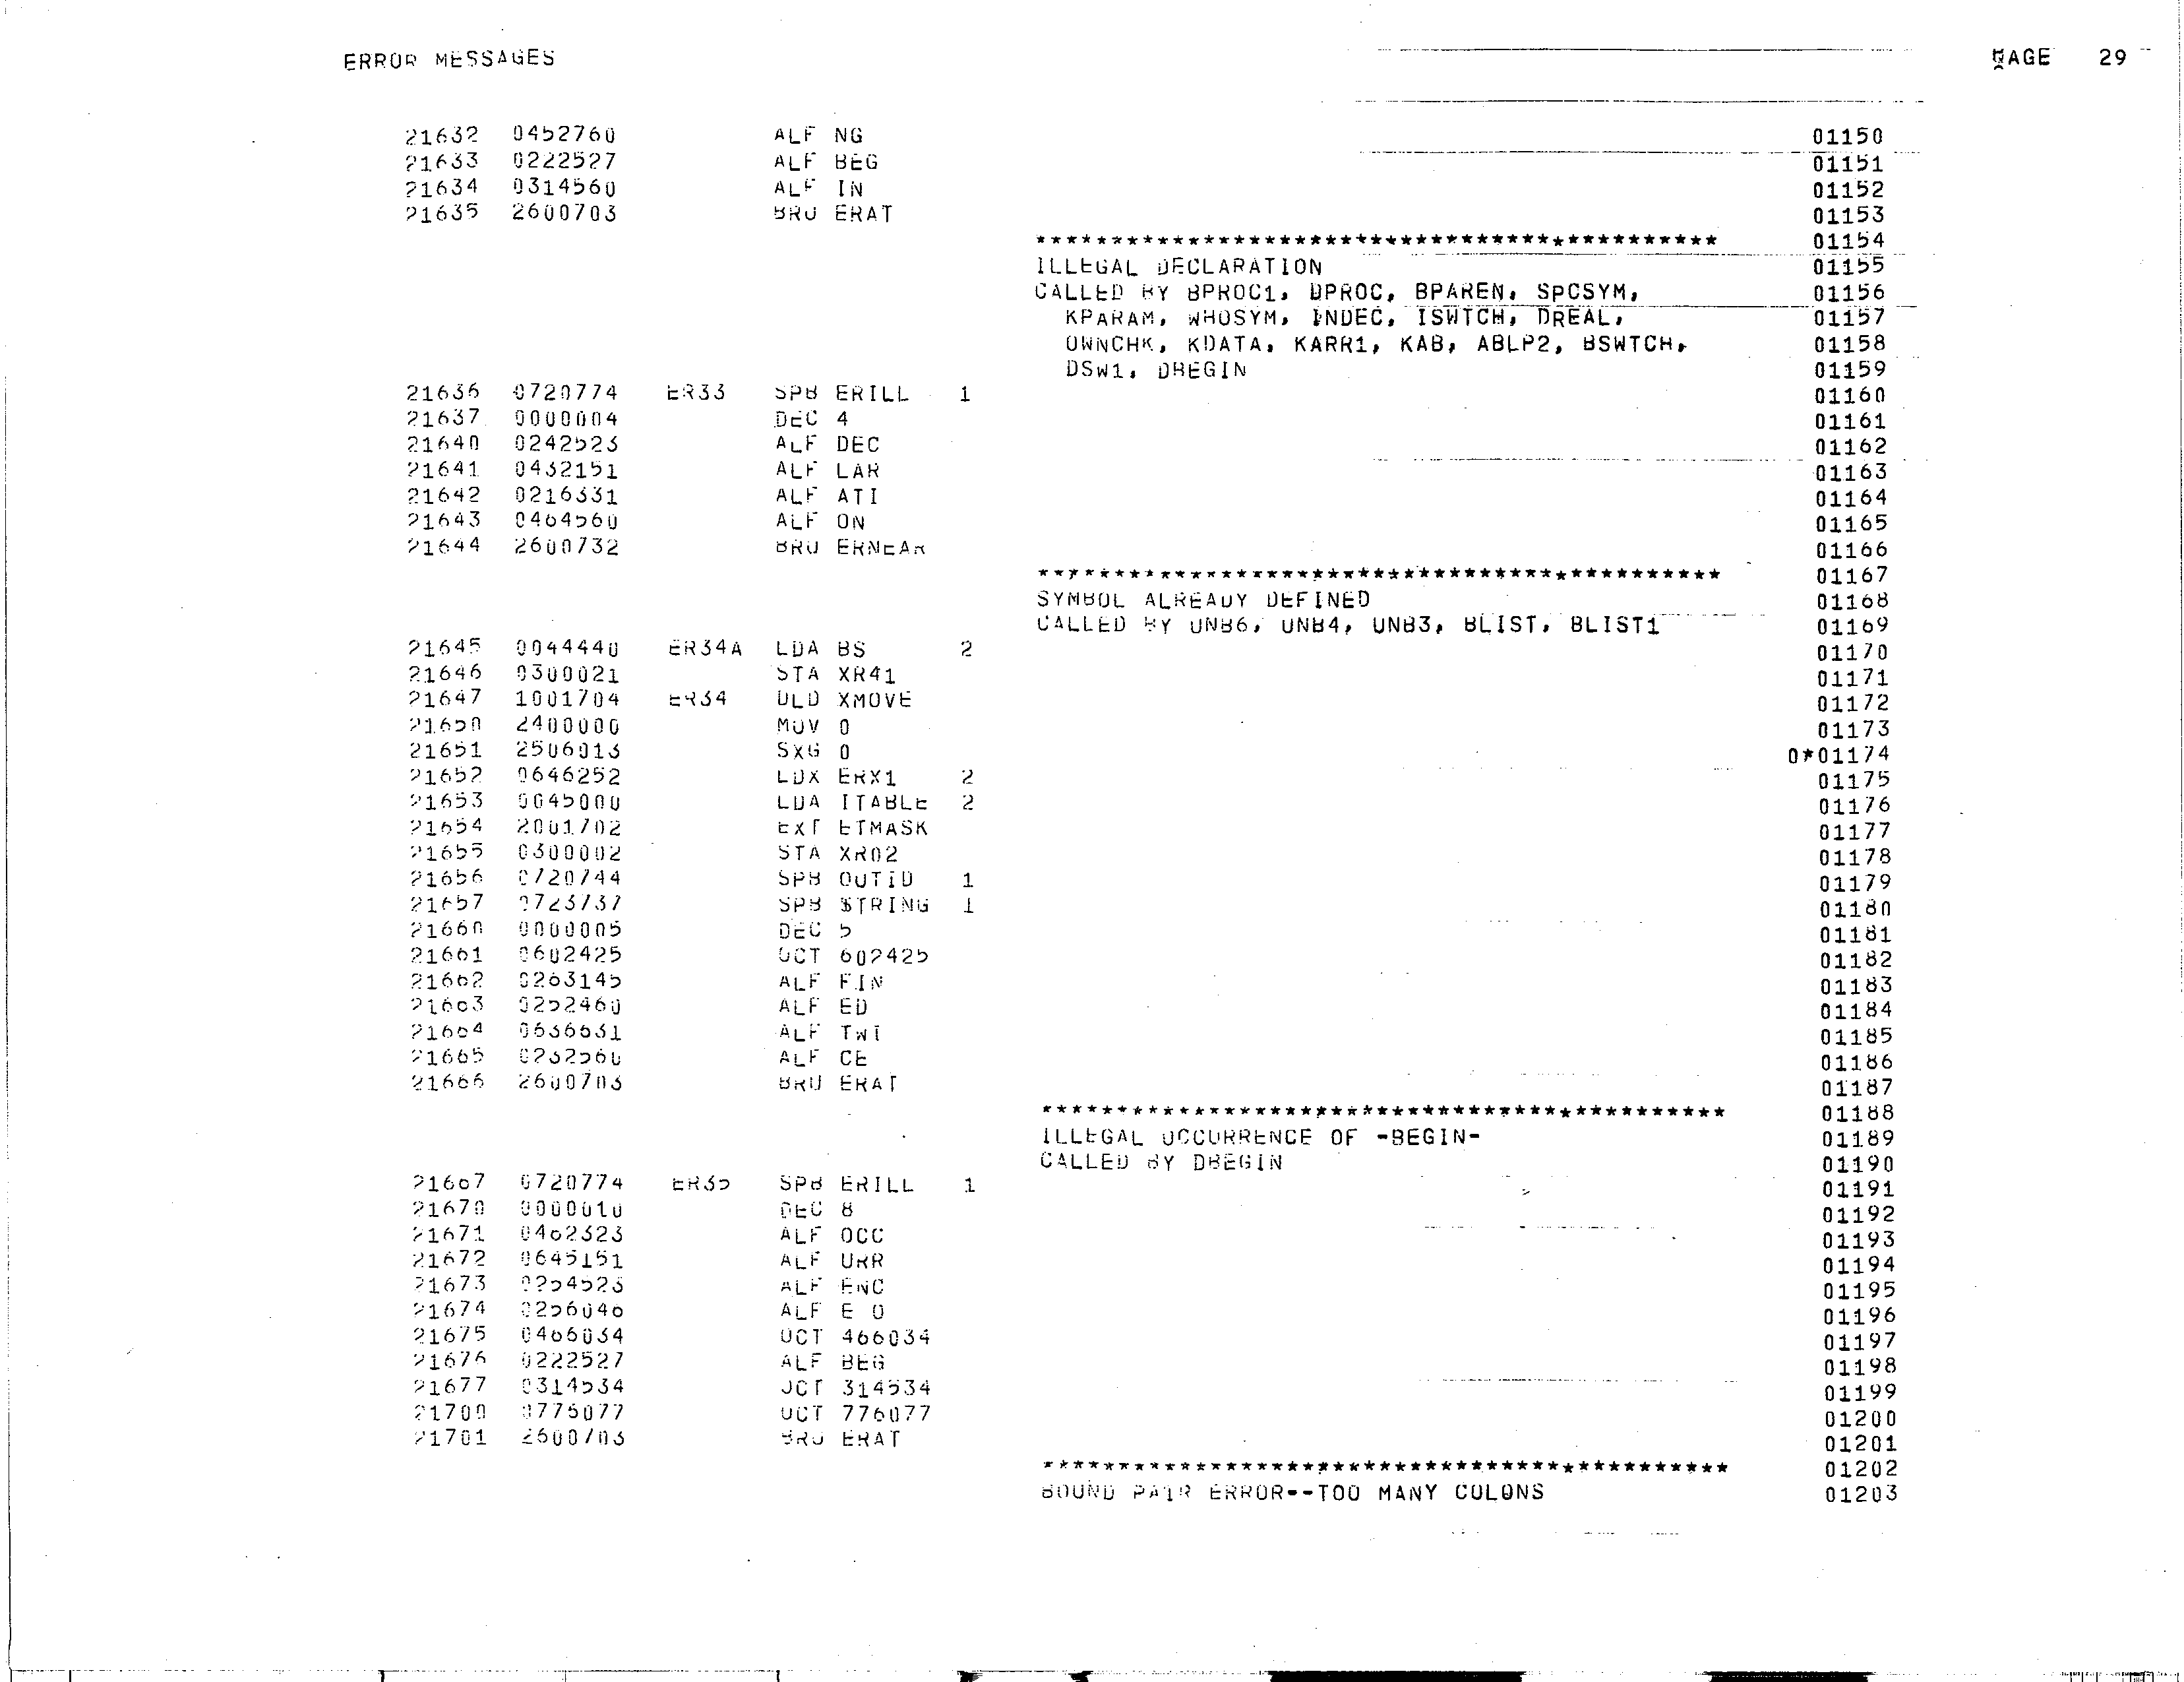 ERROR MESSAGES PAGE 29
21632 0452760 ALF NG 01150
21633 0222527 ALF BEG 01151
21634 0314560 ALF IN 01152
21635 2600703 BRU ERAT 01153
********************************************* 01154
ILLEGAL DECLARATION 01155
CALLED BY BPROC1, DPROC, BPAREN, SPCSYM, 01156
KPARAM, WHOSYM, INDEC, ISWTCH, DREAL, 01157
OWNCHK, KDATA, KARR1, KAB, ABLP2, BSWTCH, 01158
DSW1, DBEGIN 01159
21636 0720774 ER33 SPB ERILL 1 01160
21637 0000004 DEC 4 01161
21640 0242523 ALF DEC 01162
21641 0432151 ALF LAR 01163
21642 0216331 ALF ATI 01164
21643 0464560 ALF ON 01165
21644 2600732 BRU ERNEAR 01166
********************************************* 01167
SYMBOL ALREADY DEFINED 01168
CALLED BY UNB6, UNB4, UNB3, BLIST, BLIST1 01169
21645 0044440 ER34A LDA BS 2 01170
21646 0300021 STA XR41 01171
21647 1001704 ER34 DLD XMOVE 01172
21650 2400000 MOV 0 01173
21651 2506013 SXG 0 0*01174
21652 0646252 LDX ERX1 2 01175
21653 0045000 LDA ITABLE 2 01176
21654 2001702 EXT ETMASK 01177
21655 0300002 STA XR02 01178
21656 0720744 SPB OUTID 1 01179
21657 0723737 SPB $TRING 1 01180
21660 0000005 DEC 5 01181
21661 0602425 OCT 602425 01182
21662 0263145 ALF FIN 01183
21663 0252460 ALF ED 01184
21664 0636631 ALF TWI 01185
21665 0232560 ALF CE 01186
21666 2600703 BRU ERAT 01187
********************************************* 01188
ILLEGAL OCCURRENCE OF -BEGIN- 01189
CALLED BY DBEGIN 01190
21667 0720774 ER35 SPB ERILL 1 01191
21670 0000010 DEC 8 01192
21671 0462323 ALF OCC 01193
21672 0645151 ALF URR 01194
21673 0254523 ALF ENC 01195
21674 0256046 ALF E O 01196
21675 0466034 OCT 466034 01197
21676 0222527 ALF BEG 01198
21677 0314534 OCT 314534 01199
21700 0776077 OCT 776077 01200
21701 2600703 BRU ERAT 01201
********************************************* 01202
BOUND PAIR ERROR--TOO MANY COLONS 01203